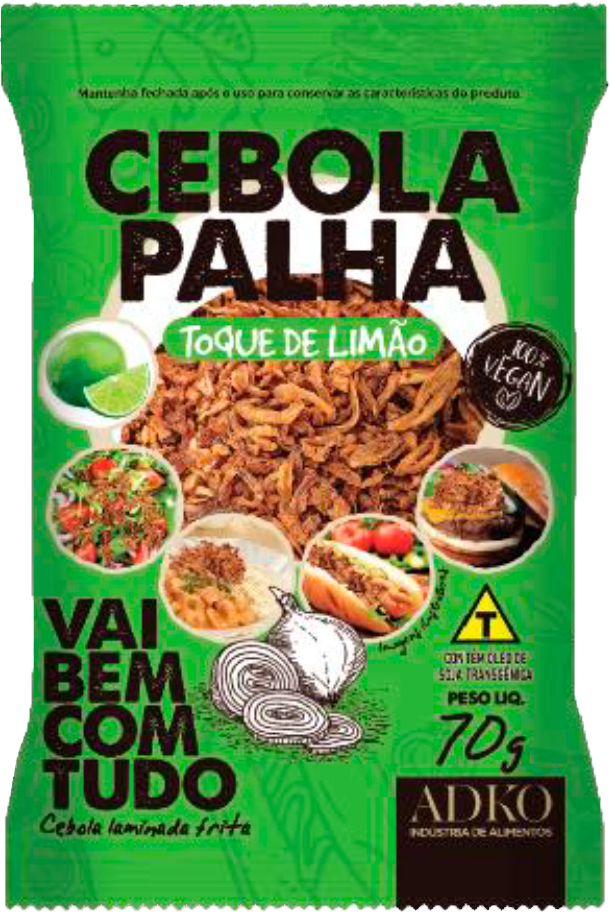 Mantenha fechada após o uso para conservar as características do produto
CEBOLA
PALHA
TOQUE DE LIMÃO
100%
VEGAN
Imagens Ilustrativas
VAI
BEM
COM
TUDO
Cebola laminada frita
T
CONTÉM ÓLEO DE
SOJA TRANSGÊNICA
PESO LIQ.
70g
ADKO
INDÚSTRIA DE ALIMENTOS